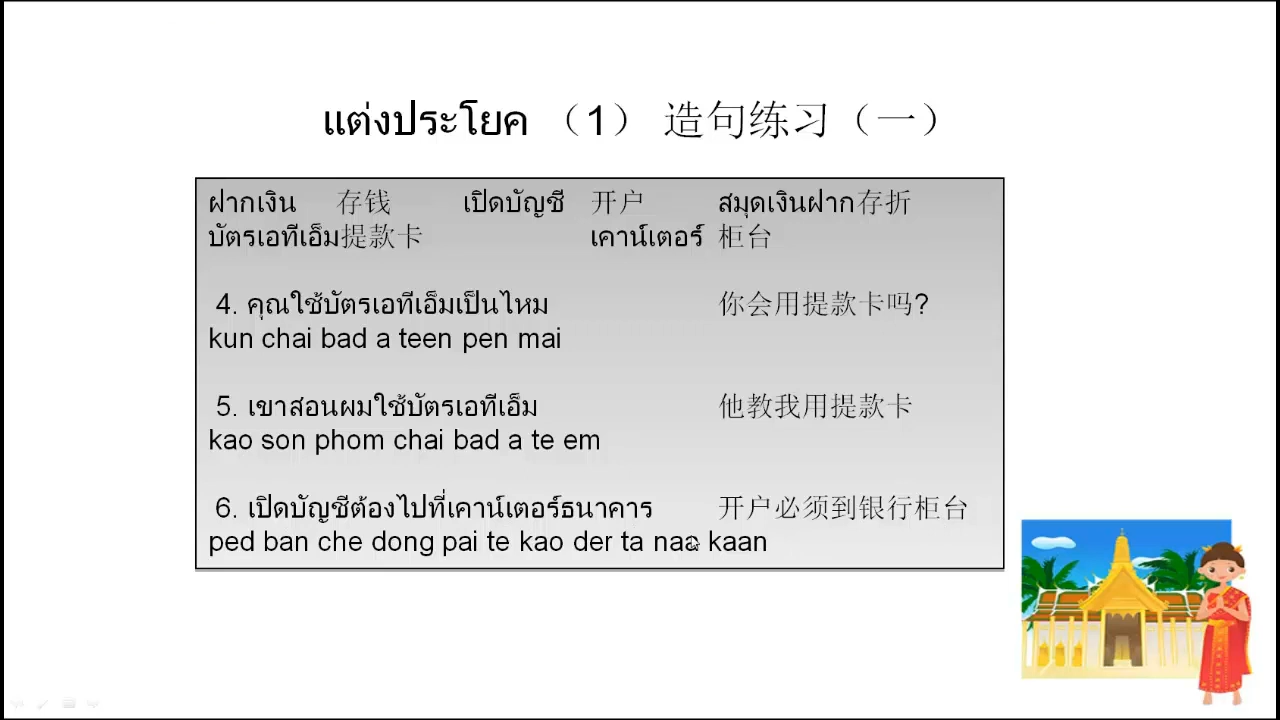 แต่งประโยค （1） 造句练习（一）
ฝากเงิน 存钱 เปิดบัญชี 开户 สมุดเงินฝาก存折
บัตรเอทีเอ็ม提款卡 เคาน์เตอร์ 柜台
4. คุณใช้บัตรเอทีเอ็มเป็นไหม 你会用提款卡吗?
kun chai bad a teen pen mai
5. เขาสอนผมใช้บัตรเอทีเอ็ม 他教我用提款卡
kao son phom chai bad a te em
6. เปิดบัญชีต้องไปที่เคาน์เตอร์ธนาคาร 开户必须到银行柜台
ped ban che dong pai te kao der ta naa kaan